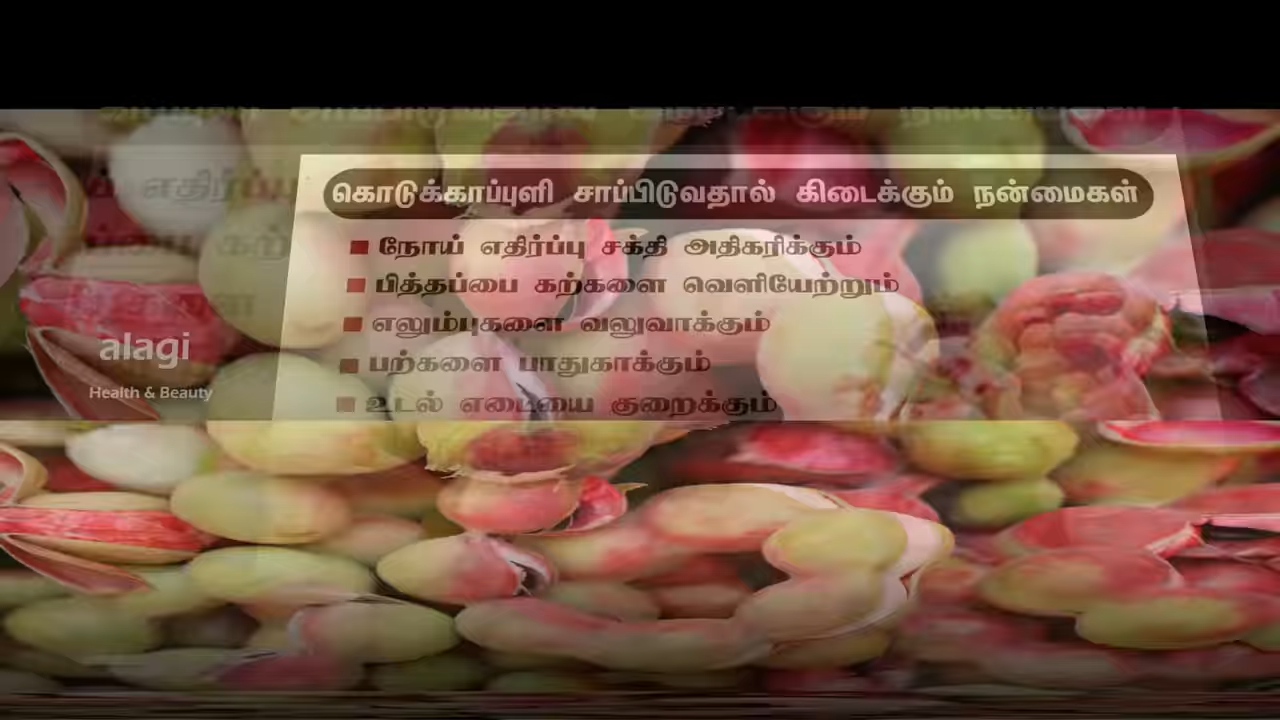 கொடுக்காப்புளி சாப்பிடுவதால் கிடைக்கும் நன்மைகள்
நோய் எதிர்ப்பு சக்தி அதிகரிக்கும்
பித்தப்பை கற்களை வெளியேற்றும்
எலும்புகளை வலுவாக்கும்
பற்களை பாதுகாக்கும்
உடல் எடையை குறைக்கும்
alagi
Health & Beauty